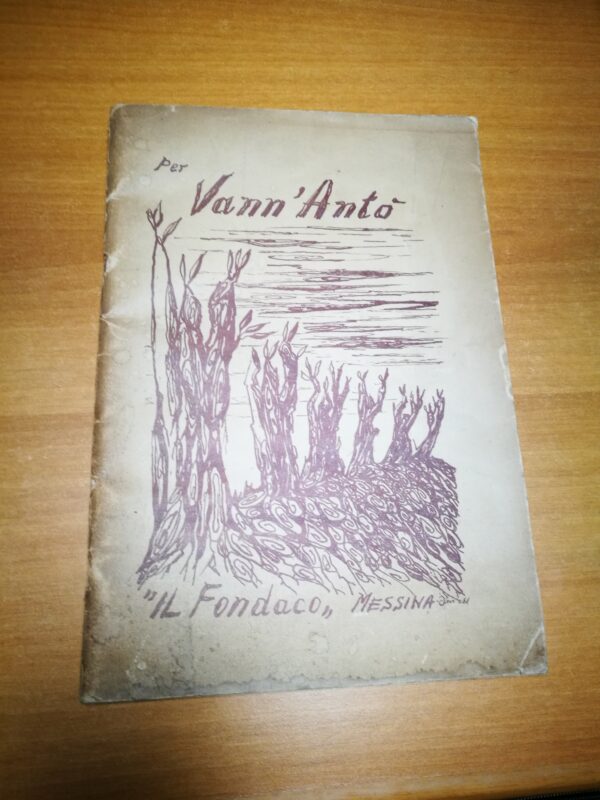 Per
Vann'Antò
"IL Fondaco„ MESSINA